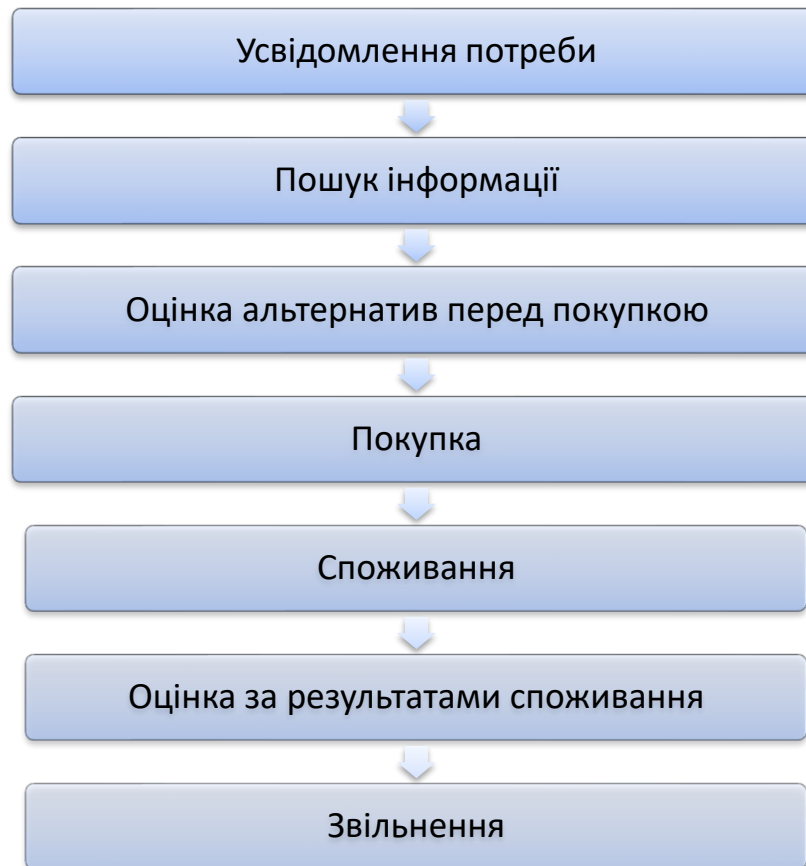 Усвідомлення потреби
Пошук інформації
Оцінка альтернатив перед покупкою
Покупка
Споживання
Оцінка за результатами споживання
Звільнення